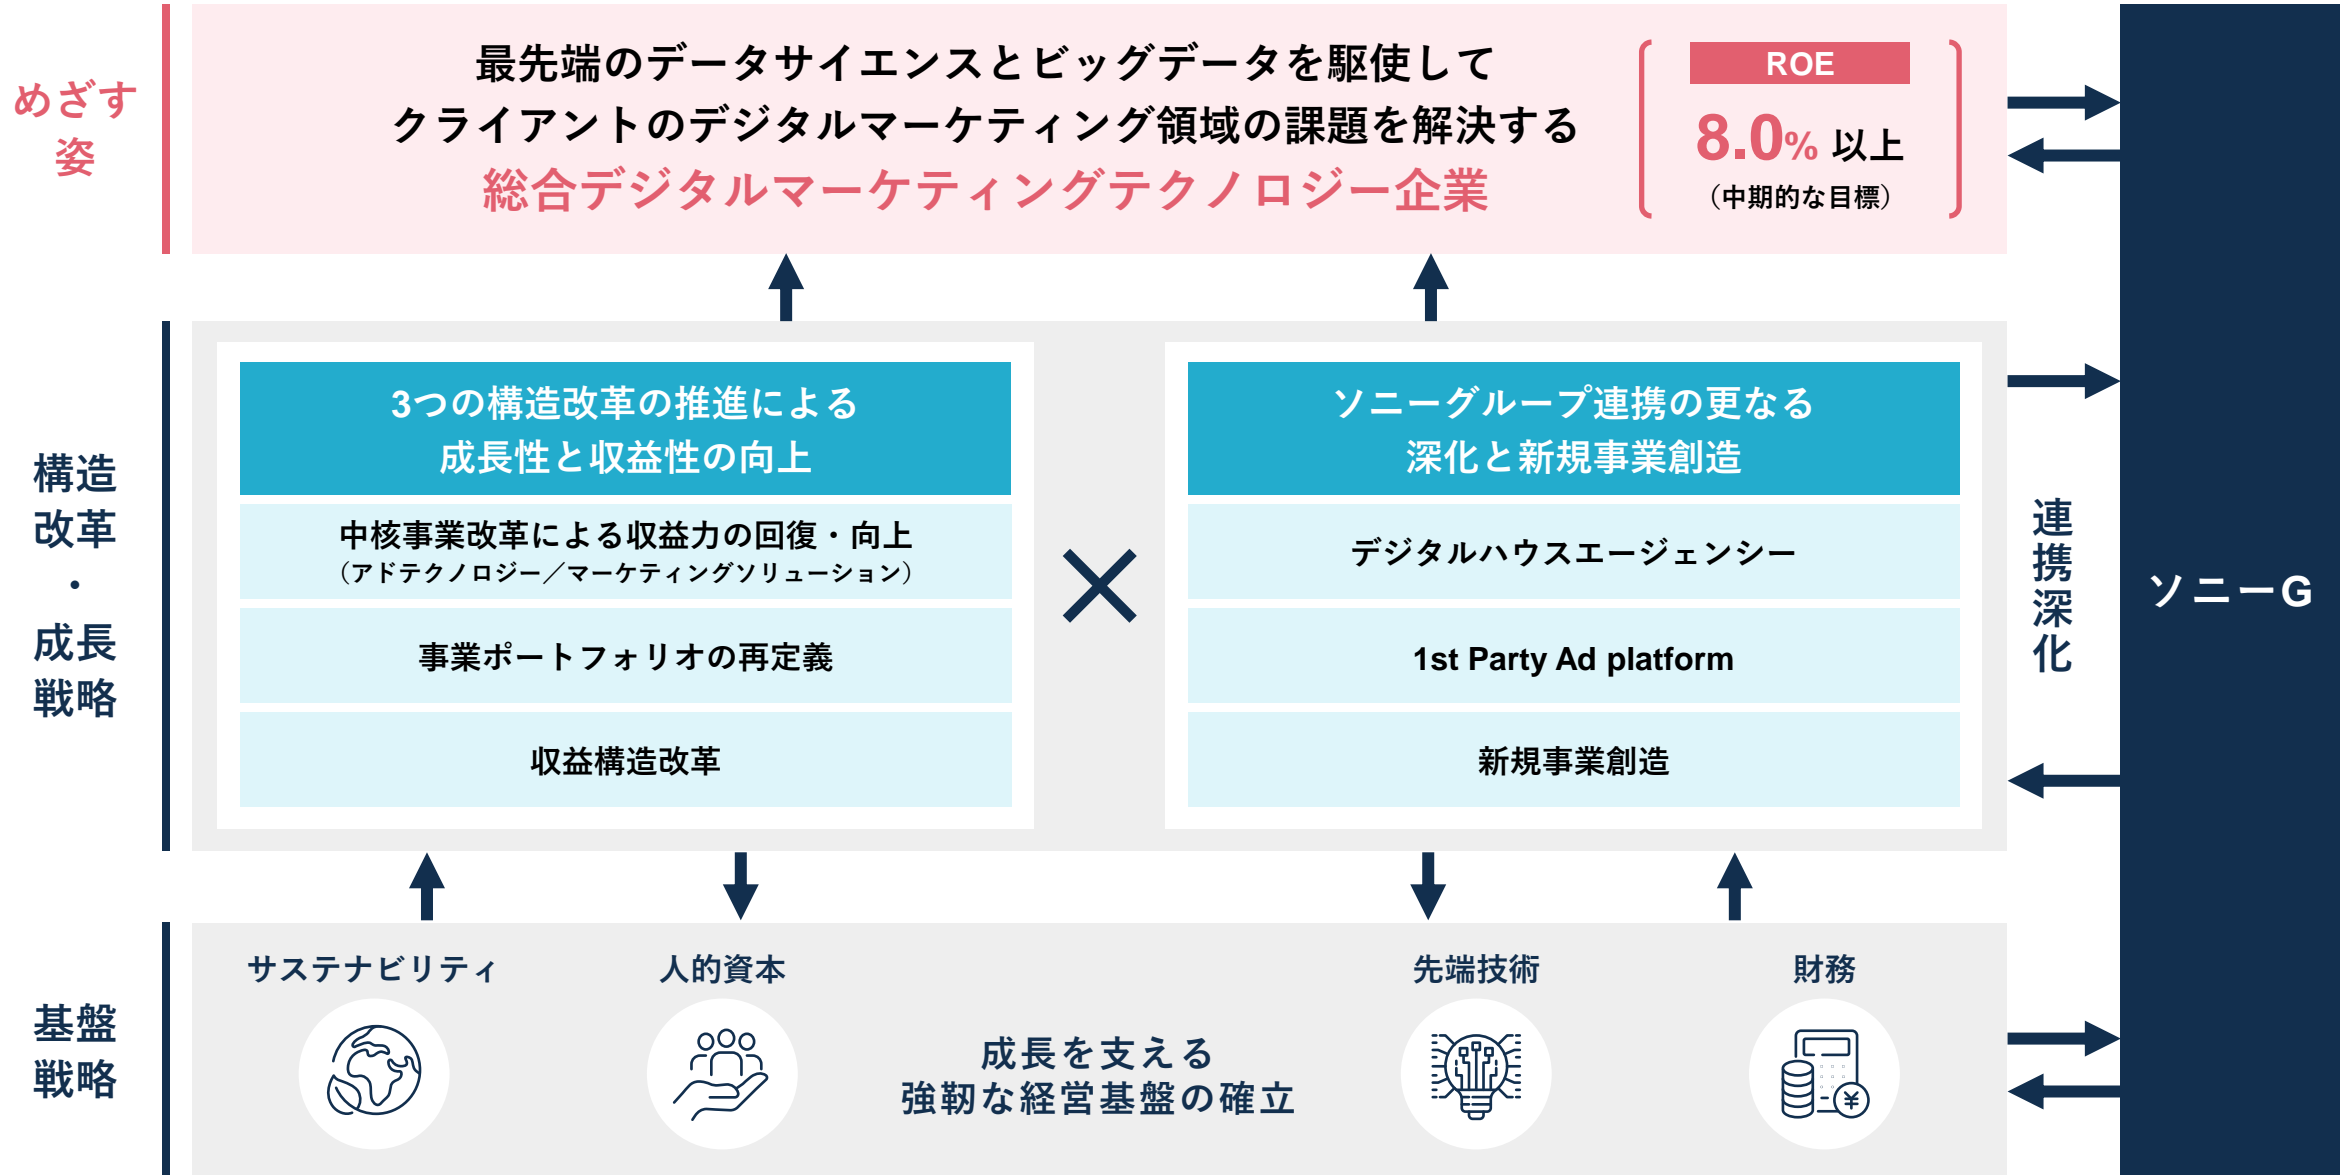 めざす
姿
最先端のデータサイエンスとビッグデータを駆使して
クライアントのデジタルマーケティング領域の課題を解決する
総合デジタルマーケティングテクノロジー企業
ROE
8.0% 以上
（中期的な目標）
構造
改革
・
成長
戦略
3つの構造改革の推進による
成長性と収益性の向上
中核事業改革による収益力の回復・向上
（アドテクノロジー／マーケティングソリューション）
事業ポートフォリオの再定義
収益構造改革
ソニーグループ連携の更なる
深化と新規事業創造
デジタルハウスエージェンシー
1st Party Ad platform
新規事業創造
連携深化
ソニーG
基盤
戦略
サステナビリティ
人的資本
成長を支える
強靭な経営基盤の確立
先端技術
財務
¥